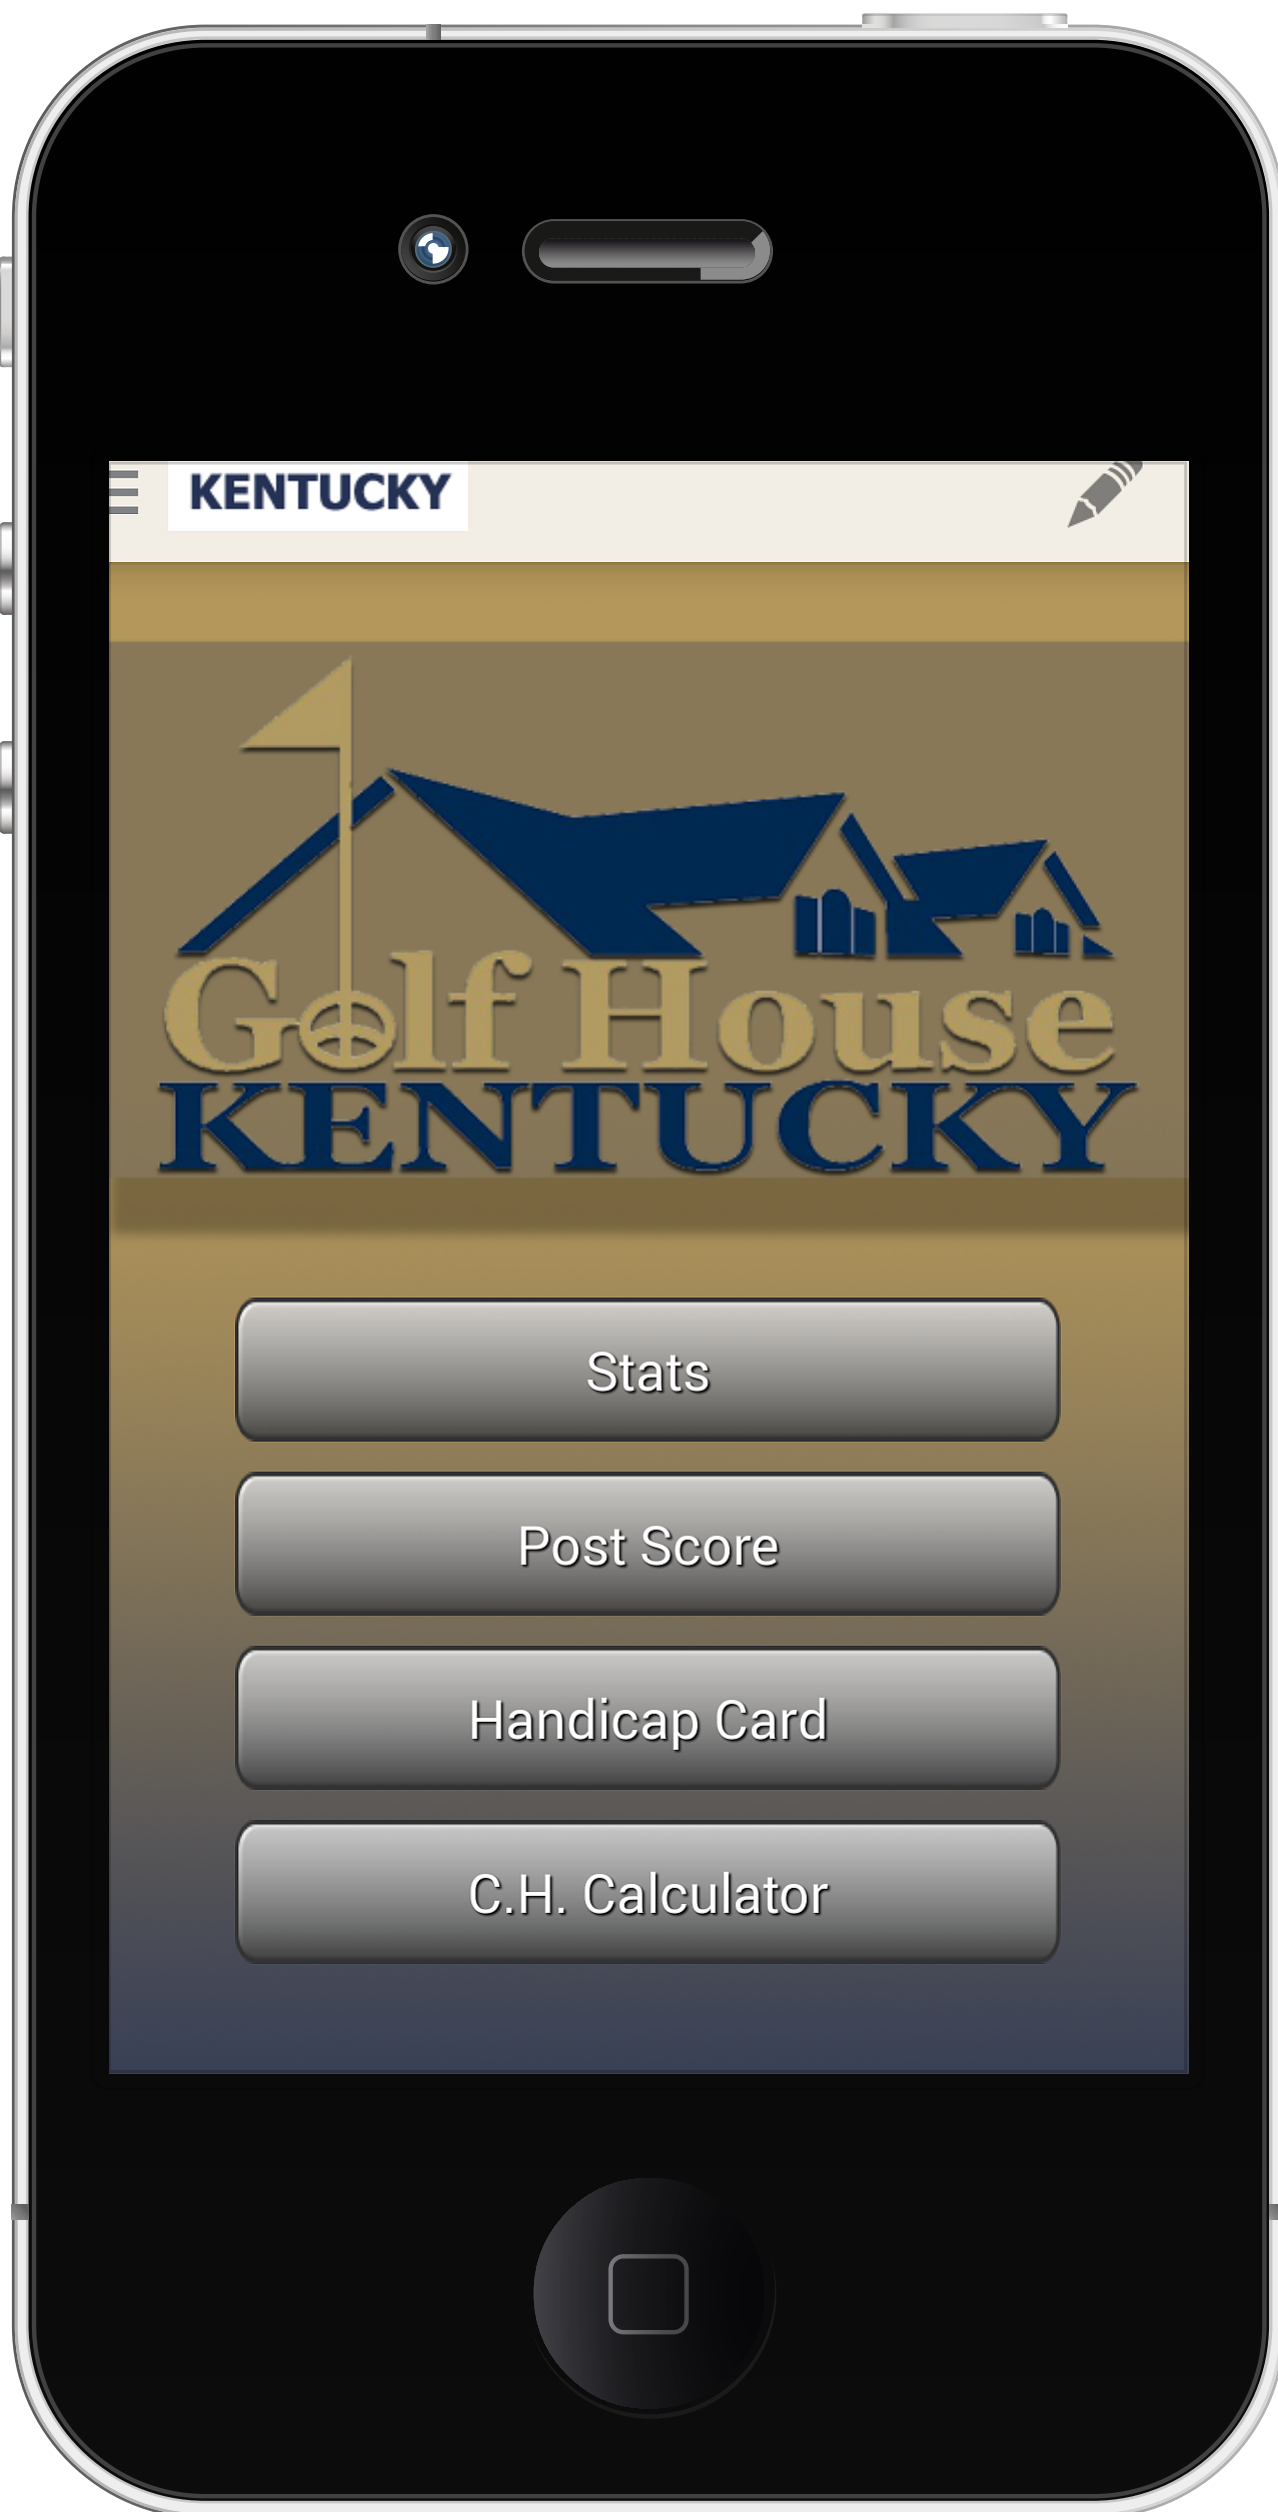 KENTUCKY
Golf House
KENTUCKY
Stats
Post Score
Handicap Card
C.H. Calculator